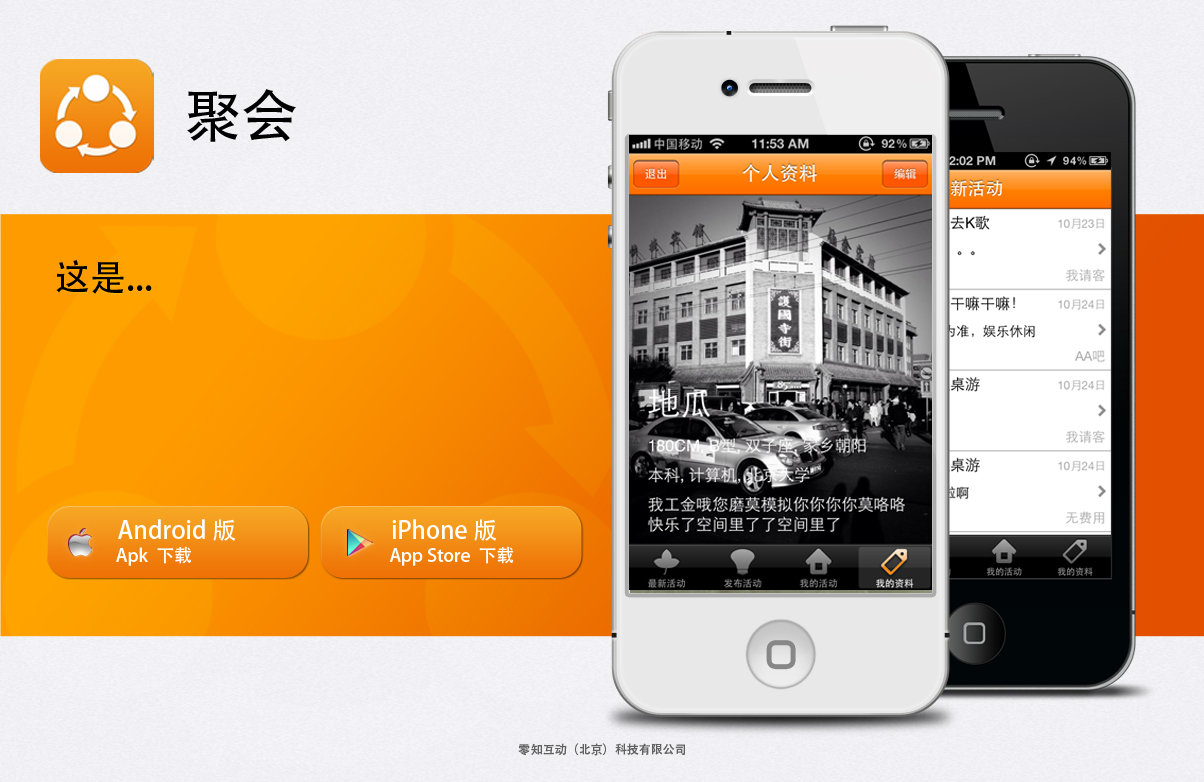 聚会
这是...
Android 版
Apk 下载
iPhone 版
App Store 下载
中国移动
11:53 AM
92%
退出
个人资料
编辑
護國寺街
地瓜
180CM, B型, 双子座, 家乡朝阳
本科, 计算机, 北京大学
我工金哦您磨莫模拟你你你你莫咯咯
快乐了空间里了了空间里了
最新活动
发布活动
我的活动
我的资料
2:02 PM
94%
新活动
去K歌
10月23日
。。
我请客
干嘛干嘛!
10月24日
为准，娱乐休闲
AA吧
桌游
10月24日
我请客
桌游
10月24日
啦啊
无费用
我的活动
我的资料
零知互动（北京）科技有限公司